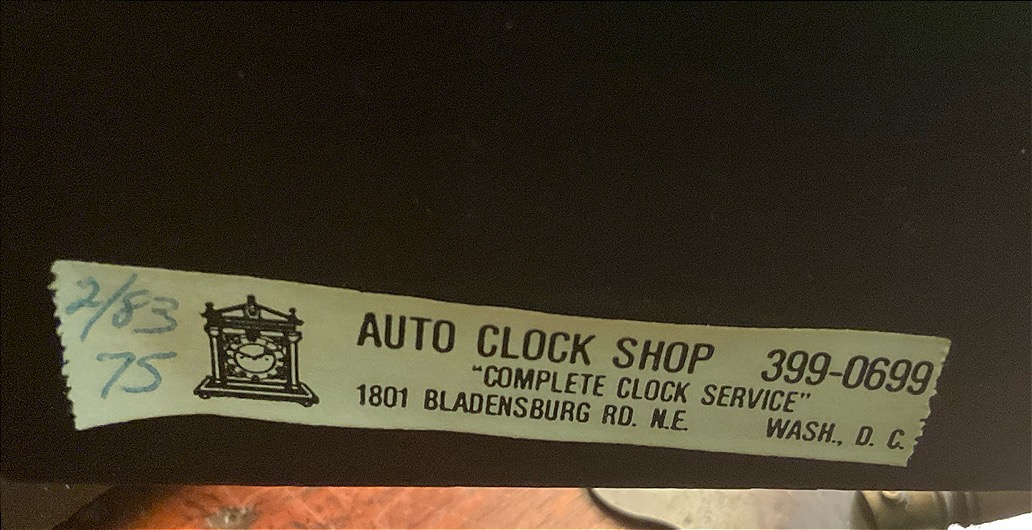 2/83
75
AUTO CLOCK SHOP 399-0699
"COMPLETE CLOCK SERVICE"
1801 BLADENSBURG RD. N.E. WASH., D. C.